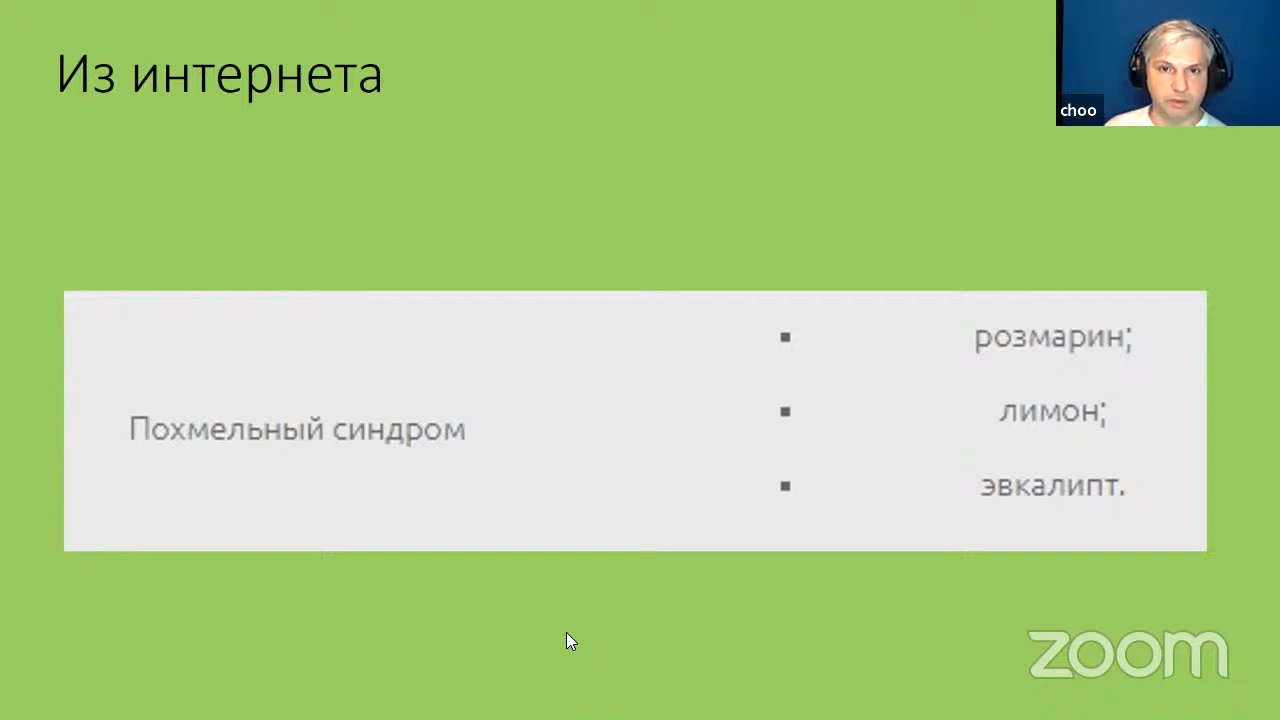 Из интернета
choo
Похмельный синдром
▪ розмарин;
▪ лимон;
▪ эвкалипт.
zoom